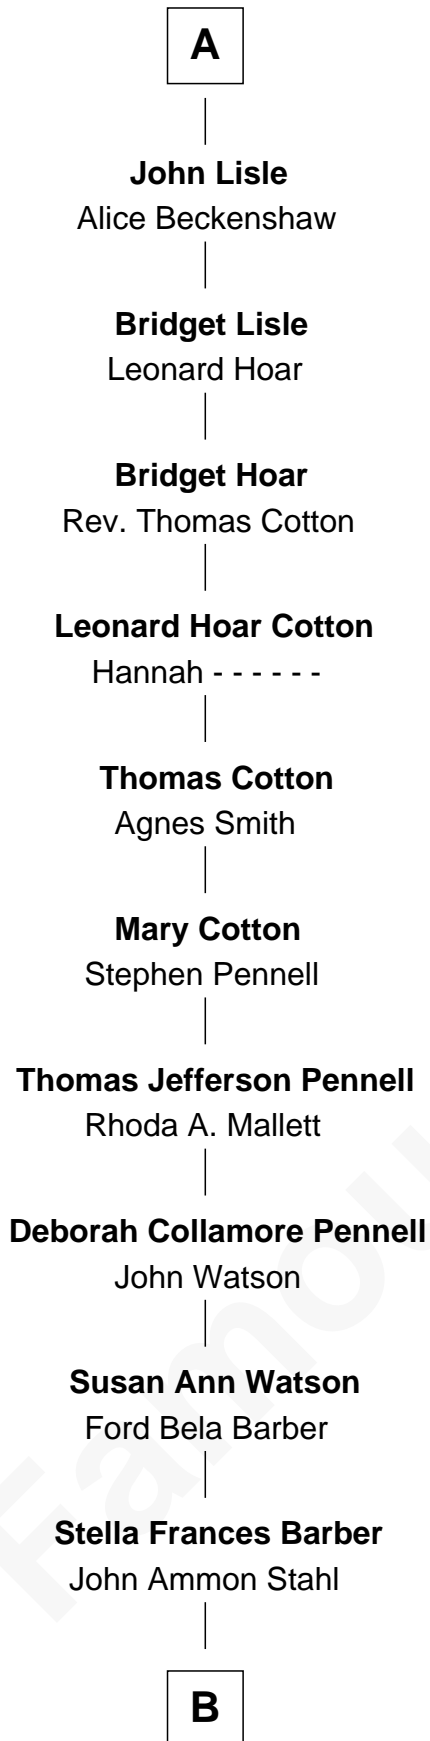 A
John Lisle
Alice Beckenshaw
Bridget Lisle
Leonard Hoar
Bridget Hoar
Rev. Thomas Cotton
Leonard Hoar Cotton
Hannah - - - - - -
Thomas Cotton
Agnes Smith
Mary Cotton
Stephen Pennell
Thomas Jefferson Pennell
Rhoda A. Mallett
Deborah Collamore Pennell
John Watson
Susan Ann Watson
Ford Bela Barber
Stella Frances Barber
John Ammon Stahl
B
Famou